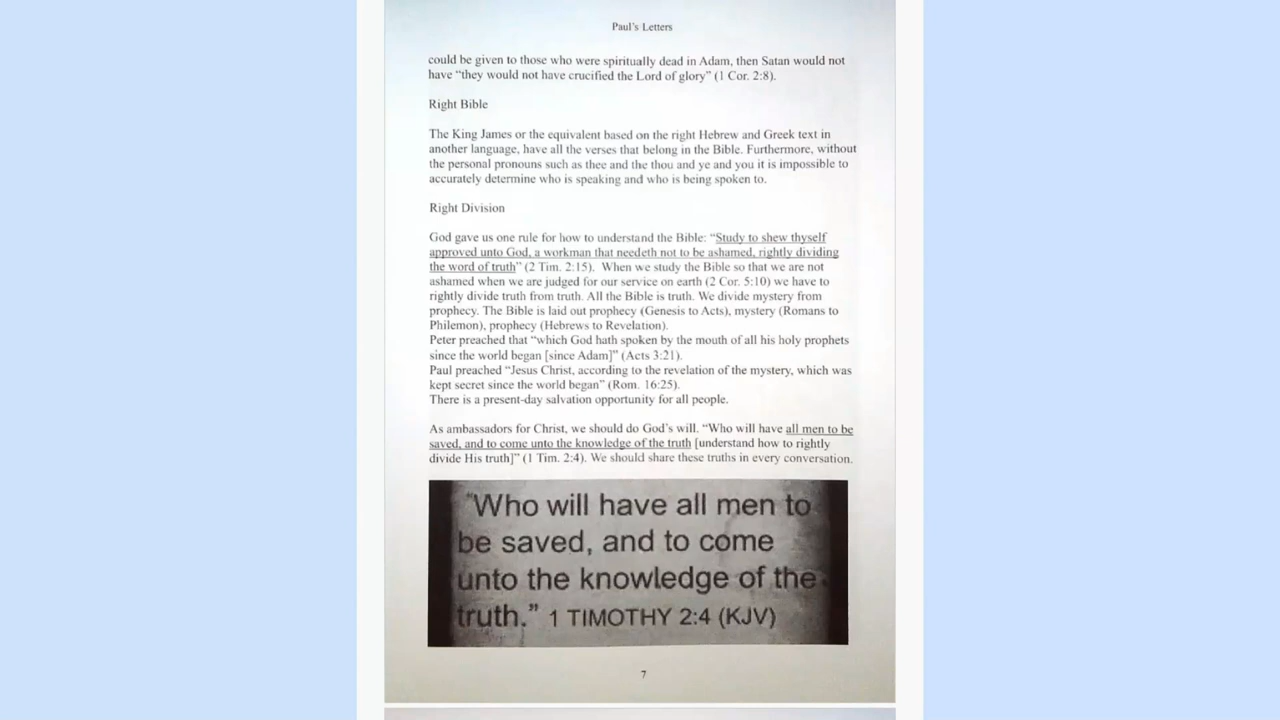 Paul's Letters
could be given to those who were spiritually dead in Adam, then Satan would not
have “they would not have crucified the Lord of glory” (1 Cor. 2:8).
Right Bible
The King James or the equivalent based on the right Hebrew and Greek text in
another language, have all the verses that belong in the Bible. Furthermore, without
the personal pronouns such as thee and the thou and ye and you it is impossible to
accurately determine who is speaking and who is being spoken to.
Right Division
God gave us one rule for how to understand the Bible: “Study to shew thyself
approved unto God, a workman that needeth not to be ashamed, rightly dividing
the word of truth” (2 Tim. 2:15). When we study the Bible so that we are not
ashamed when we are judged for our service on earth (2 Cor. 5:10) we have to
rightly divide truth from truth. All the Bible is truth. We divide mystery from
prophecy. The Bible is laid out prophecy (Genesis to Acts), mystery (Romans to
Philemon), prophecy (Hebrews to Revelation).
Peter preached that “which God hath spoken by the mouth of all his holy prophets
since the world began [since Adam]” (Acts 3:21).
Paul preached “Jesus Christ, according to the revelation of the mystery, which was
kept secret since the world began” (Rom. 16:25).
There is a present-day salvation opportunity for all people.
As ambassadors for Christ, we should do God's will. “Who will have all men to be
saved, and to come unto the knowledge of the truth [understand how to rightly
divide His truth]” (1 Tim. 2:4). We should share these truths in every conversation.
“Who will have all men to
be saved, and to come
unto the knowledge of the
truth.” 1 TIMOTHY 2:4 (KJV)
7